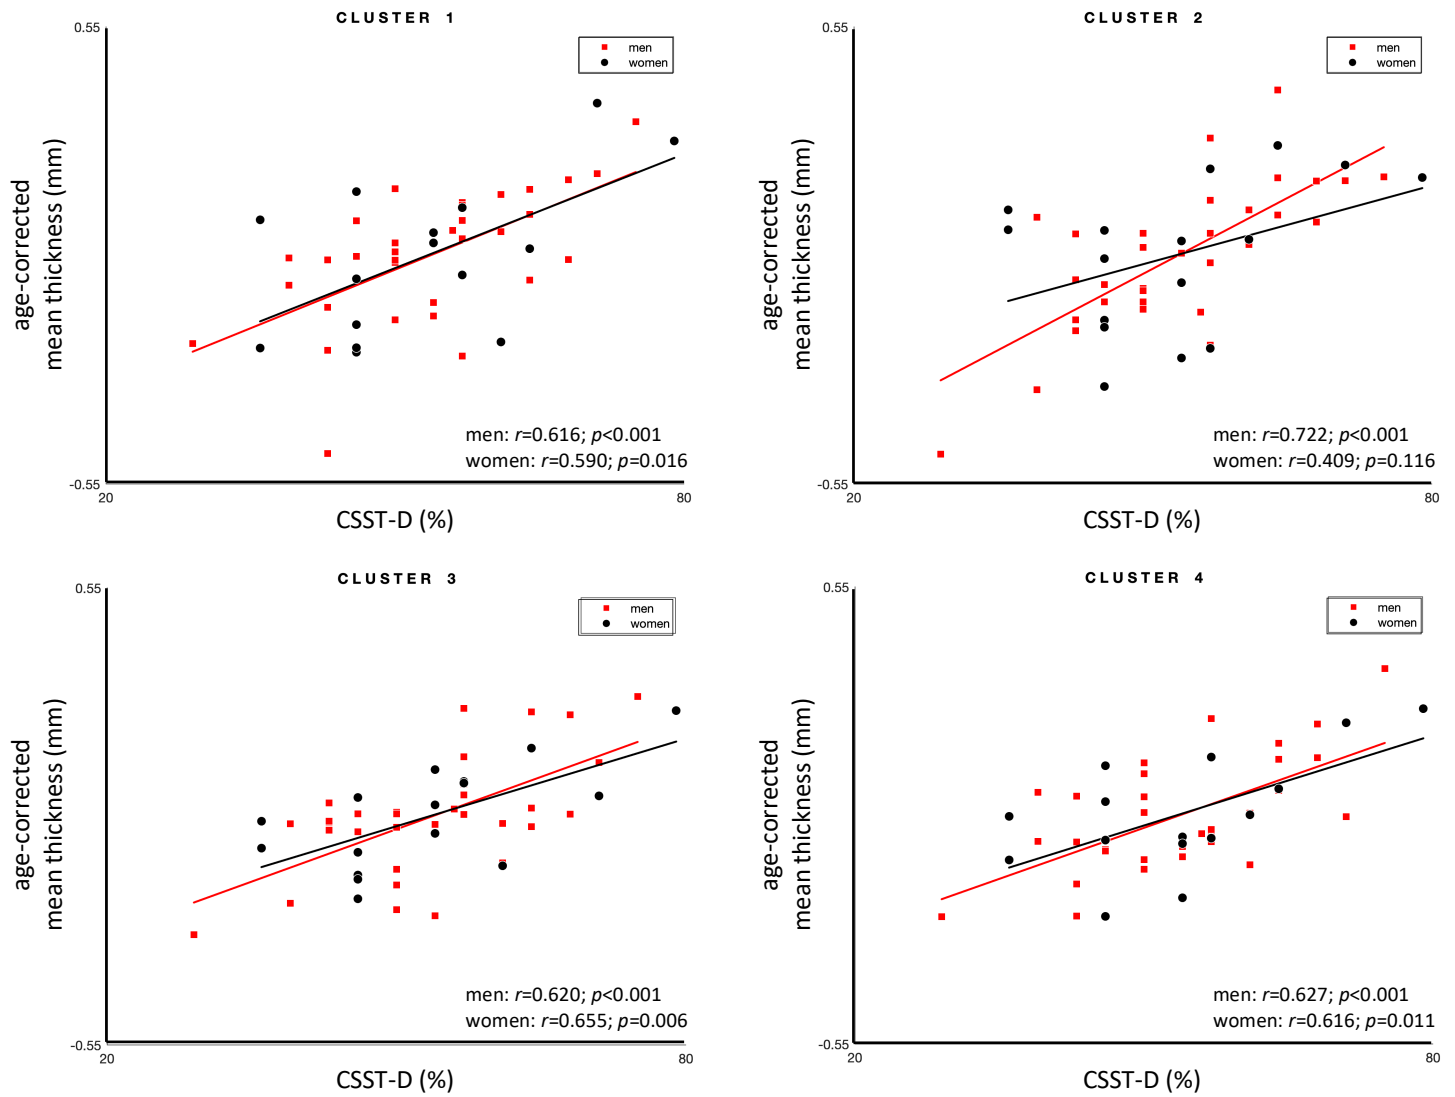 CLUSTER 1
0.55
men
women
age-corrected
mean thickness (mm)
men: r=0.616; p<0.001
women: r=0.590; p=0.016
-0.55
20
80
CSST-D (%)
CLUSTER 2
0.55
men
women
age-corrected
mean thickness (mm)
men: r=0.722; p<0.001
women: r=0.409; p=0.116
-0.55
20
80
CSST-D (%)
CLUSTER 3
0.55
men
women
age-corrected
mean thickness (mm)
men: r=0.620; p<0.001
women: r=0.655; p=0.006
-0.55
20
80
CSST-D (%)
CLUSTER 4
0.55
men
women
age-corrected
mean thickness (mm)
men: r=0.627; p<0.001
women: r=0.616; p=0.011
-0.55
20
80
CSST-D (%)